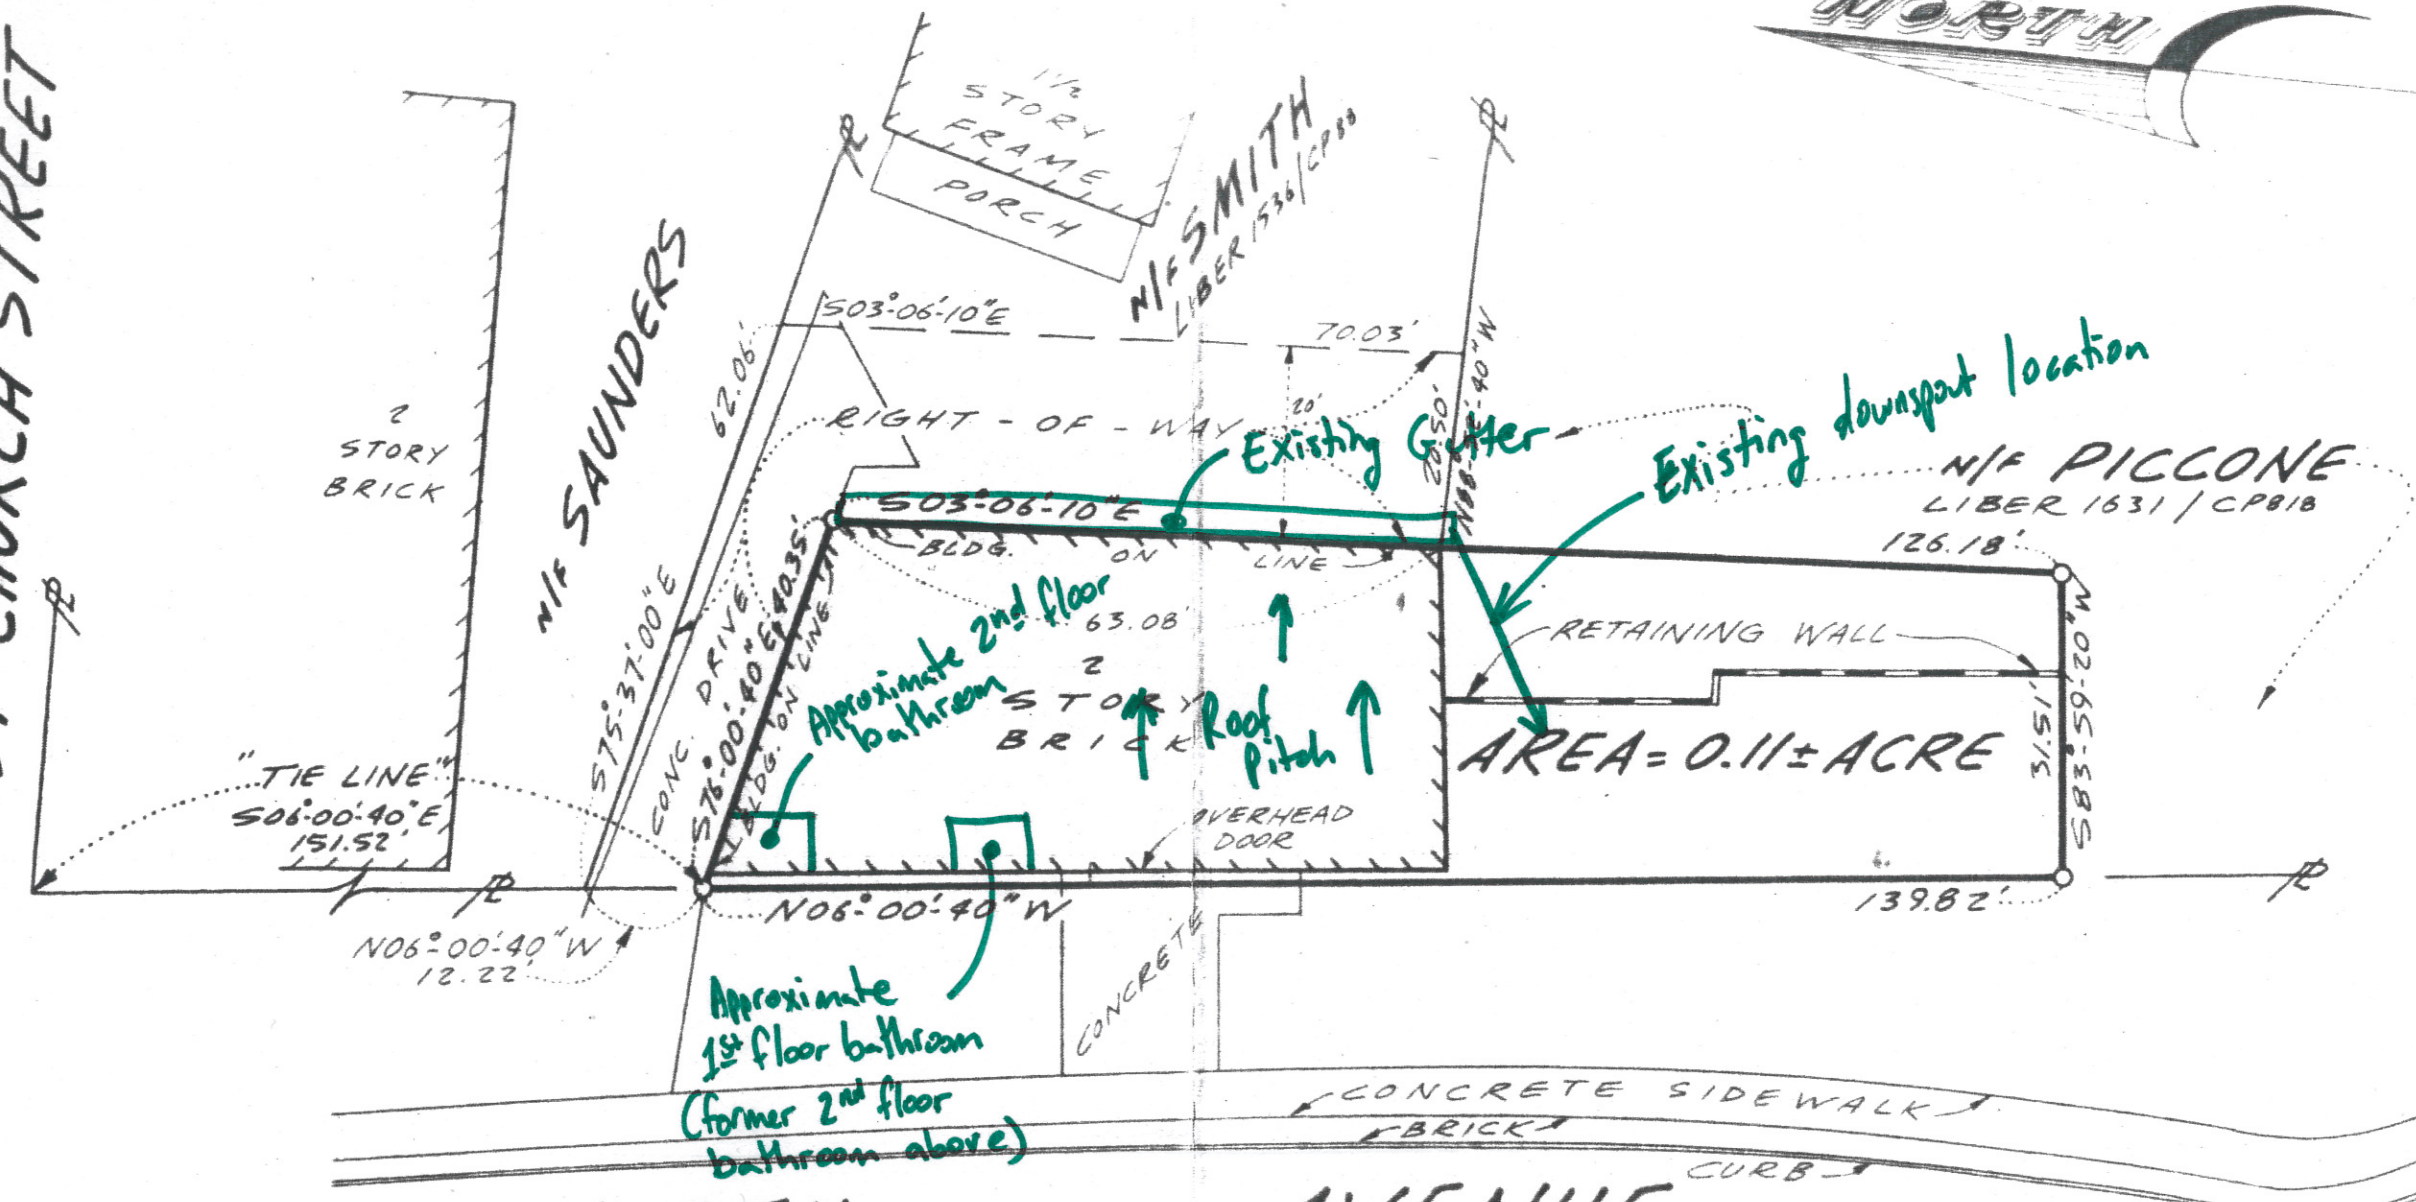 NORTH
CHURCH STREET
1 1/2
STORY
FRAME
PORCH
N/F SMITH
LIBER 1536/CP88
N/F SAUNDERS
2
STORY
BRICK
62.06'
S03°-06'-10"E
70.03'
20'
RIGHT - OF - WAY
20.50'
Existing Gutter
Existing downspout location
N/F PICCONE
LIBER 1631 / CP818
126.18'
S03°-06'-10"E
BLDG. ON LINE
63.08'
S75°-37'-00"E
CONC. DRIVE
S76°-00'-40"E 40.35'
BLDG. ON LINE
Approximate 2nd floor
bathroom
2
STORY
BRICK
Roof
Pitch
RETAINING WALL
AREA = 0.11± ACRE
31.51'
S83°-59'-20"W
"TIE LINE"
S06°-00'-40"E
151.52'
OVERHEAD
DOOR
N06°-00'-40"W
139.82'
N06°-00'-40"W
12.22'
CONCRETE
Approximate
1st floor bathroom
(former 2nd floor
bathroom above)
CONCRETE SIDEWALK
BRICK
CURB
AVENUE